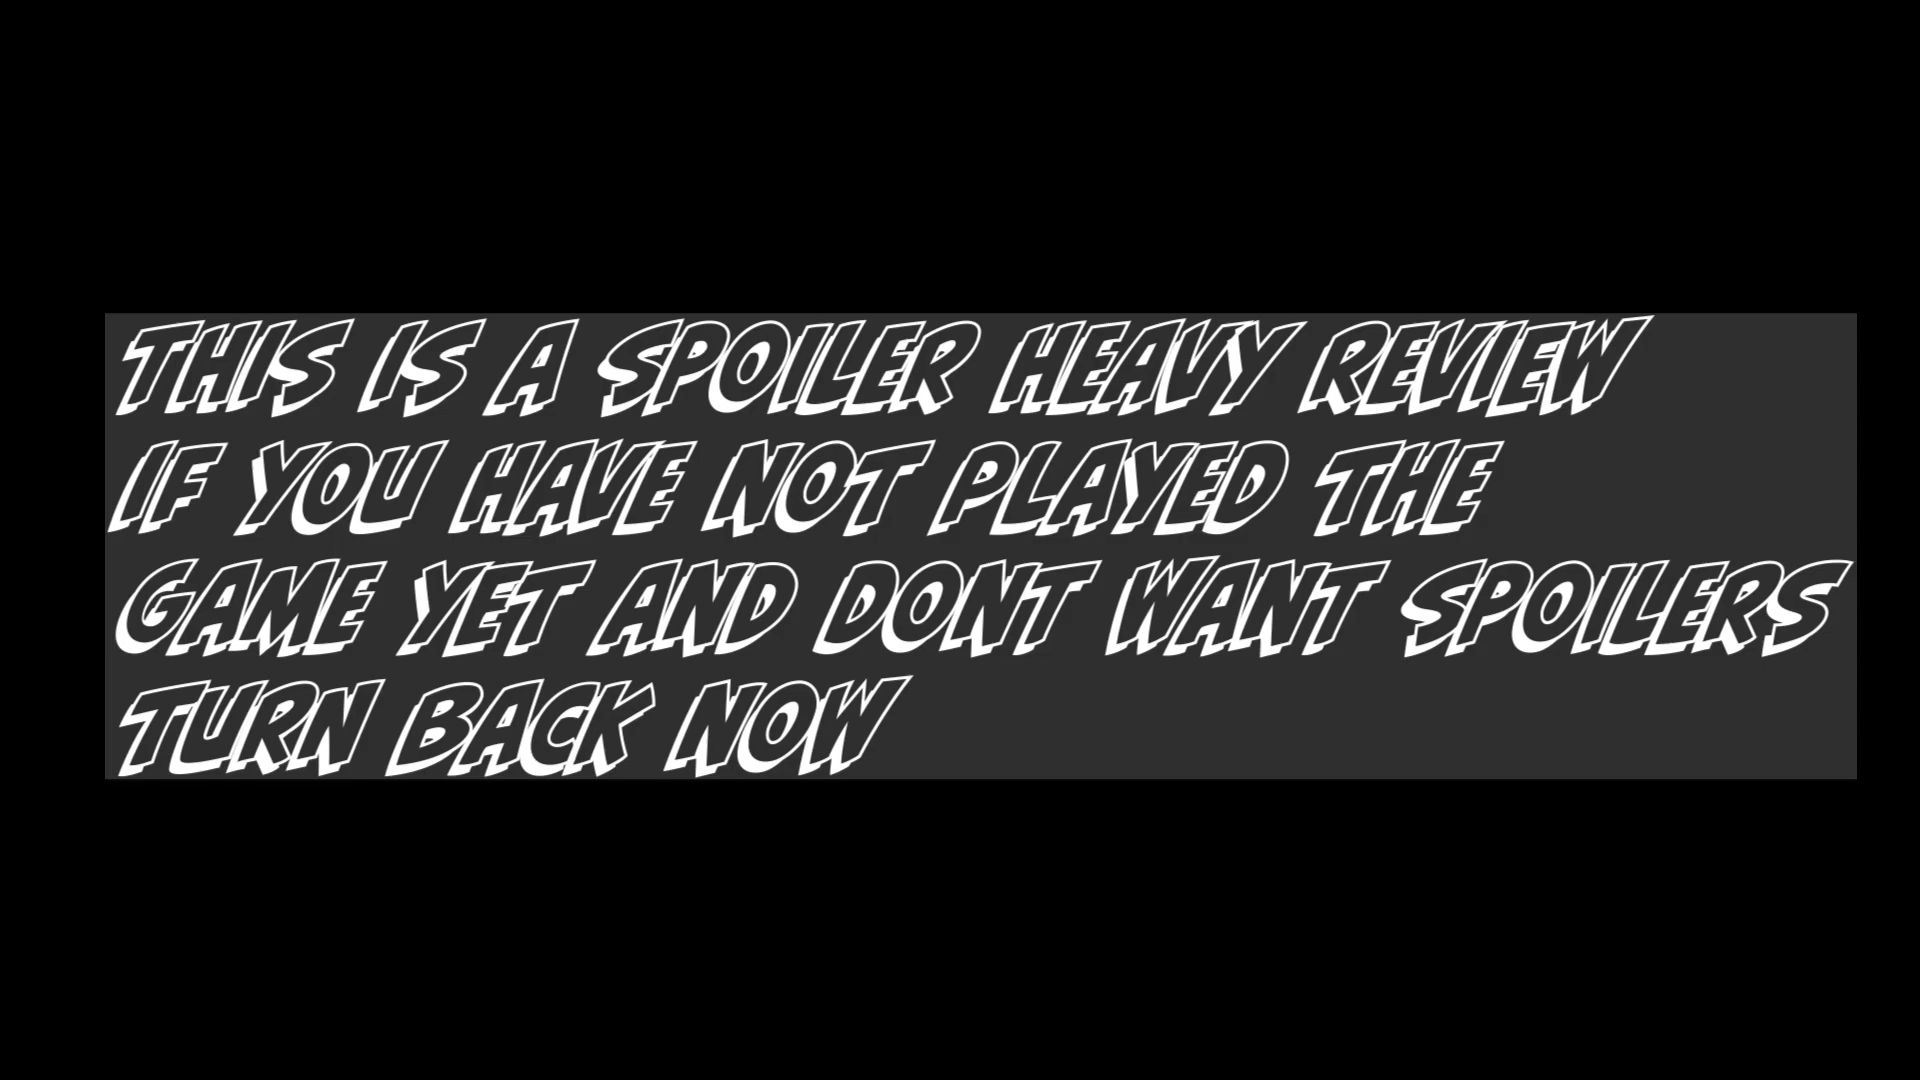 THIS IS A SPOILER HEAVY REVIEW
IF YOU HAVE NOT PLAYED THE
GAME YET AND DONT WANT SPOILERS
TURN BACK NOW